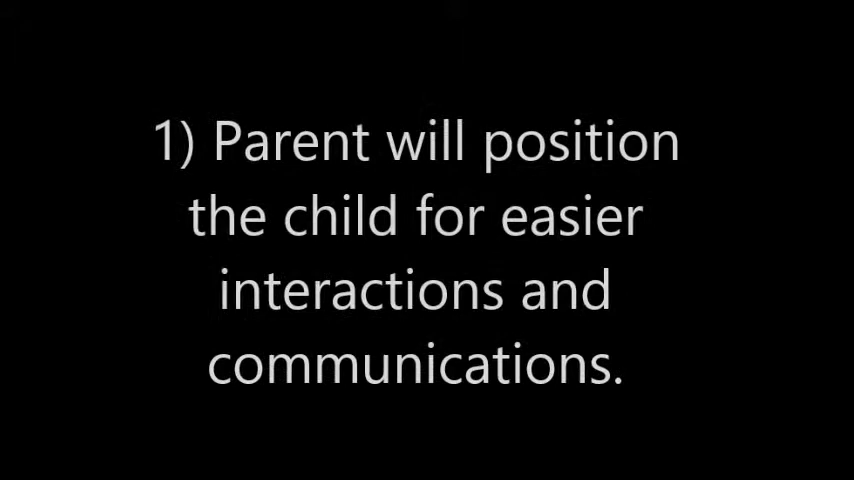 1) Parent will position
the child for easier
interactions and
communications.